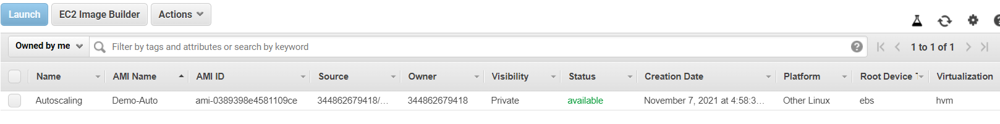 Launch EC2 Image Builder Actions
Owned by me Filter by tags and attributes or search by keyword 1 to 1 of 1
Name AMI Name AMI ID Source Owner Visibility Status Creation Date Platform Root Device Virtualization
Autoscaling Demo-Auto ami-0389398e4581109ce 344862679418/... 344862679418 Private available November 7, 2021 at 4:58:3... Other Linux ebs hvm